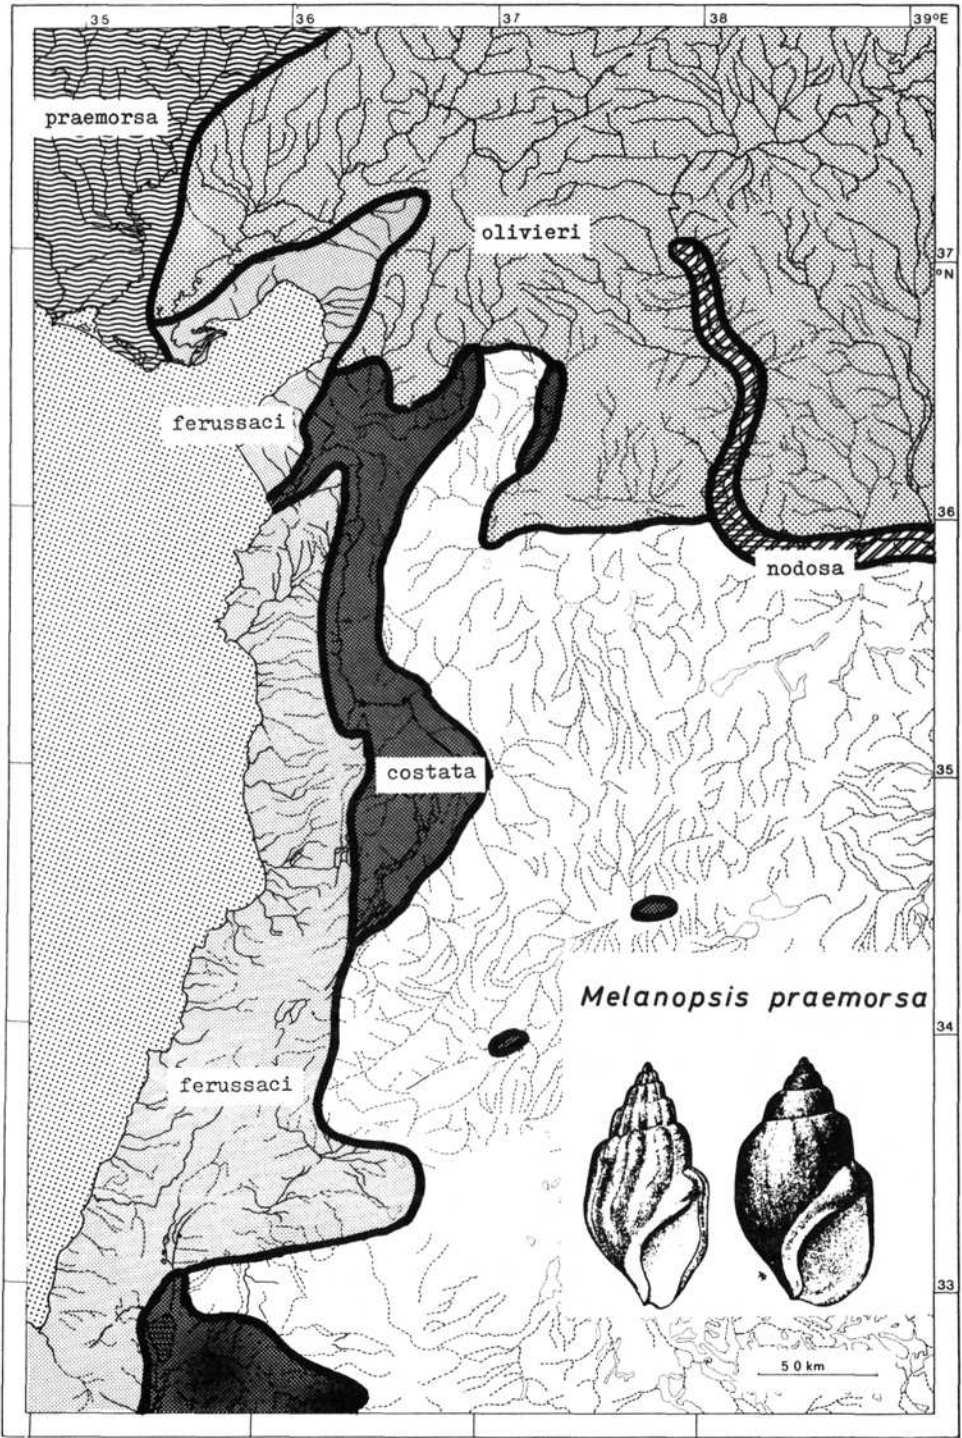 35 36 37 38 39°E
praemorsa
olivieri
37
°N
ferussaci
36
nodosa
costata
35
Melanopsis praemorsa
34
ferussaci
33
50 km